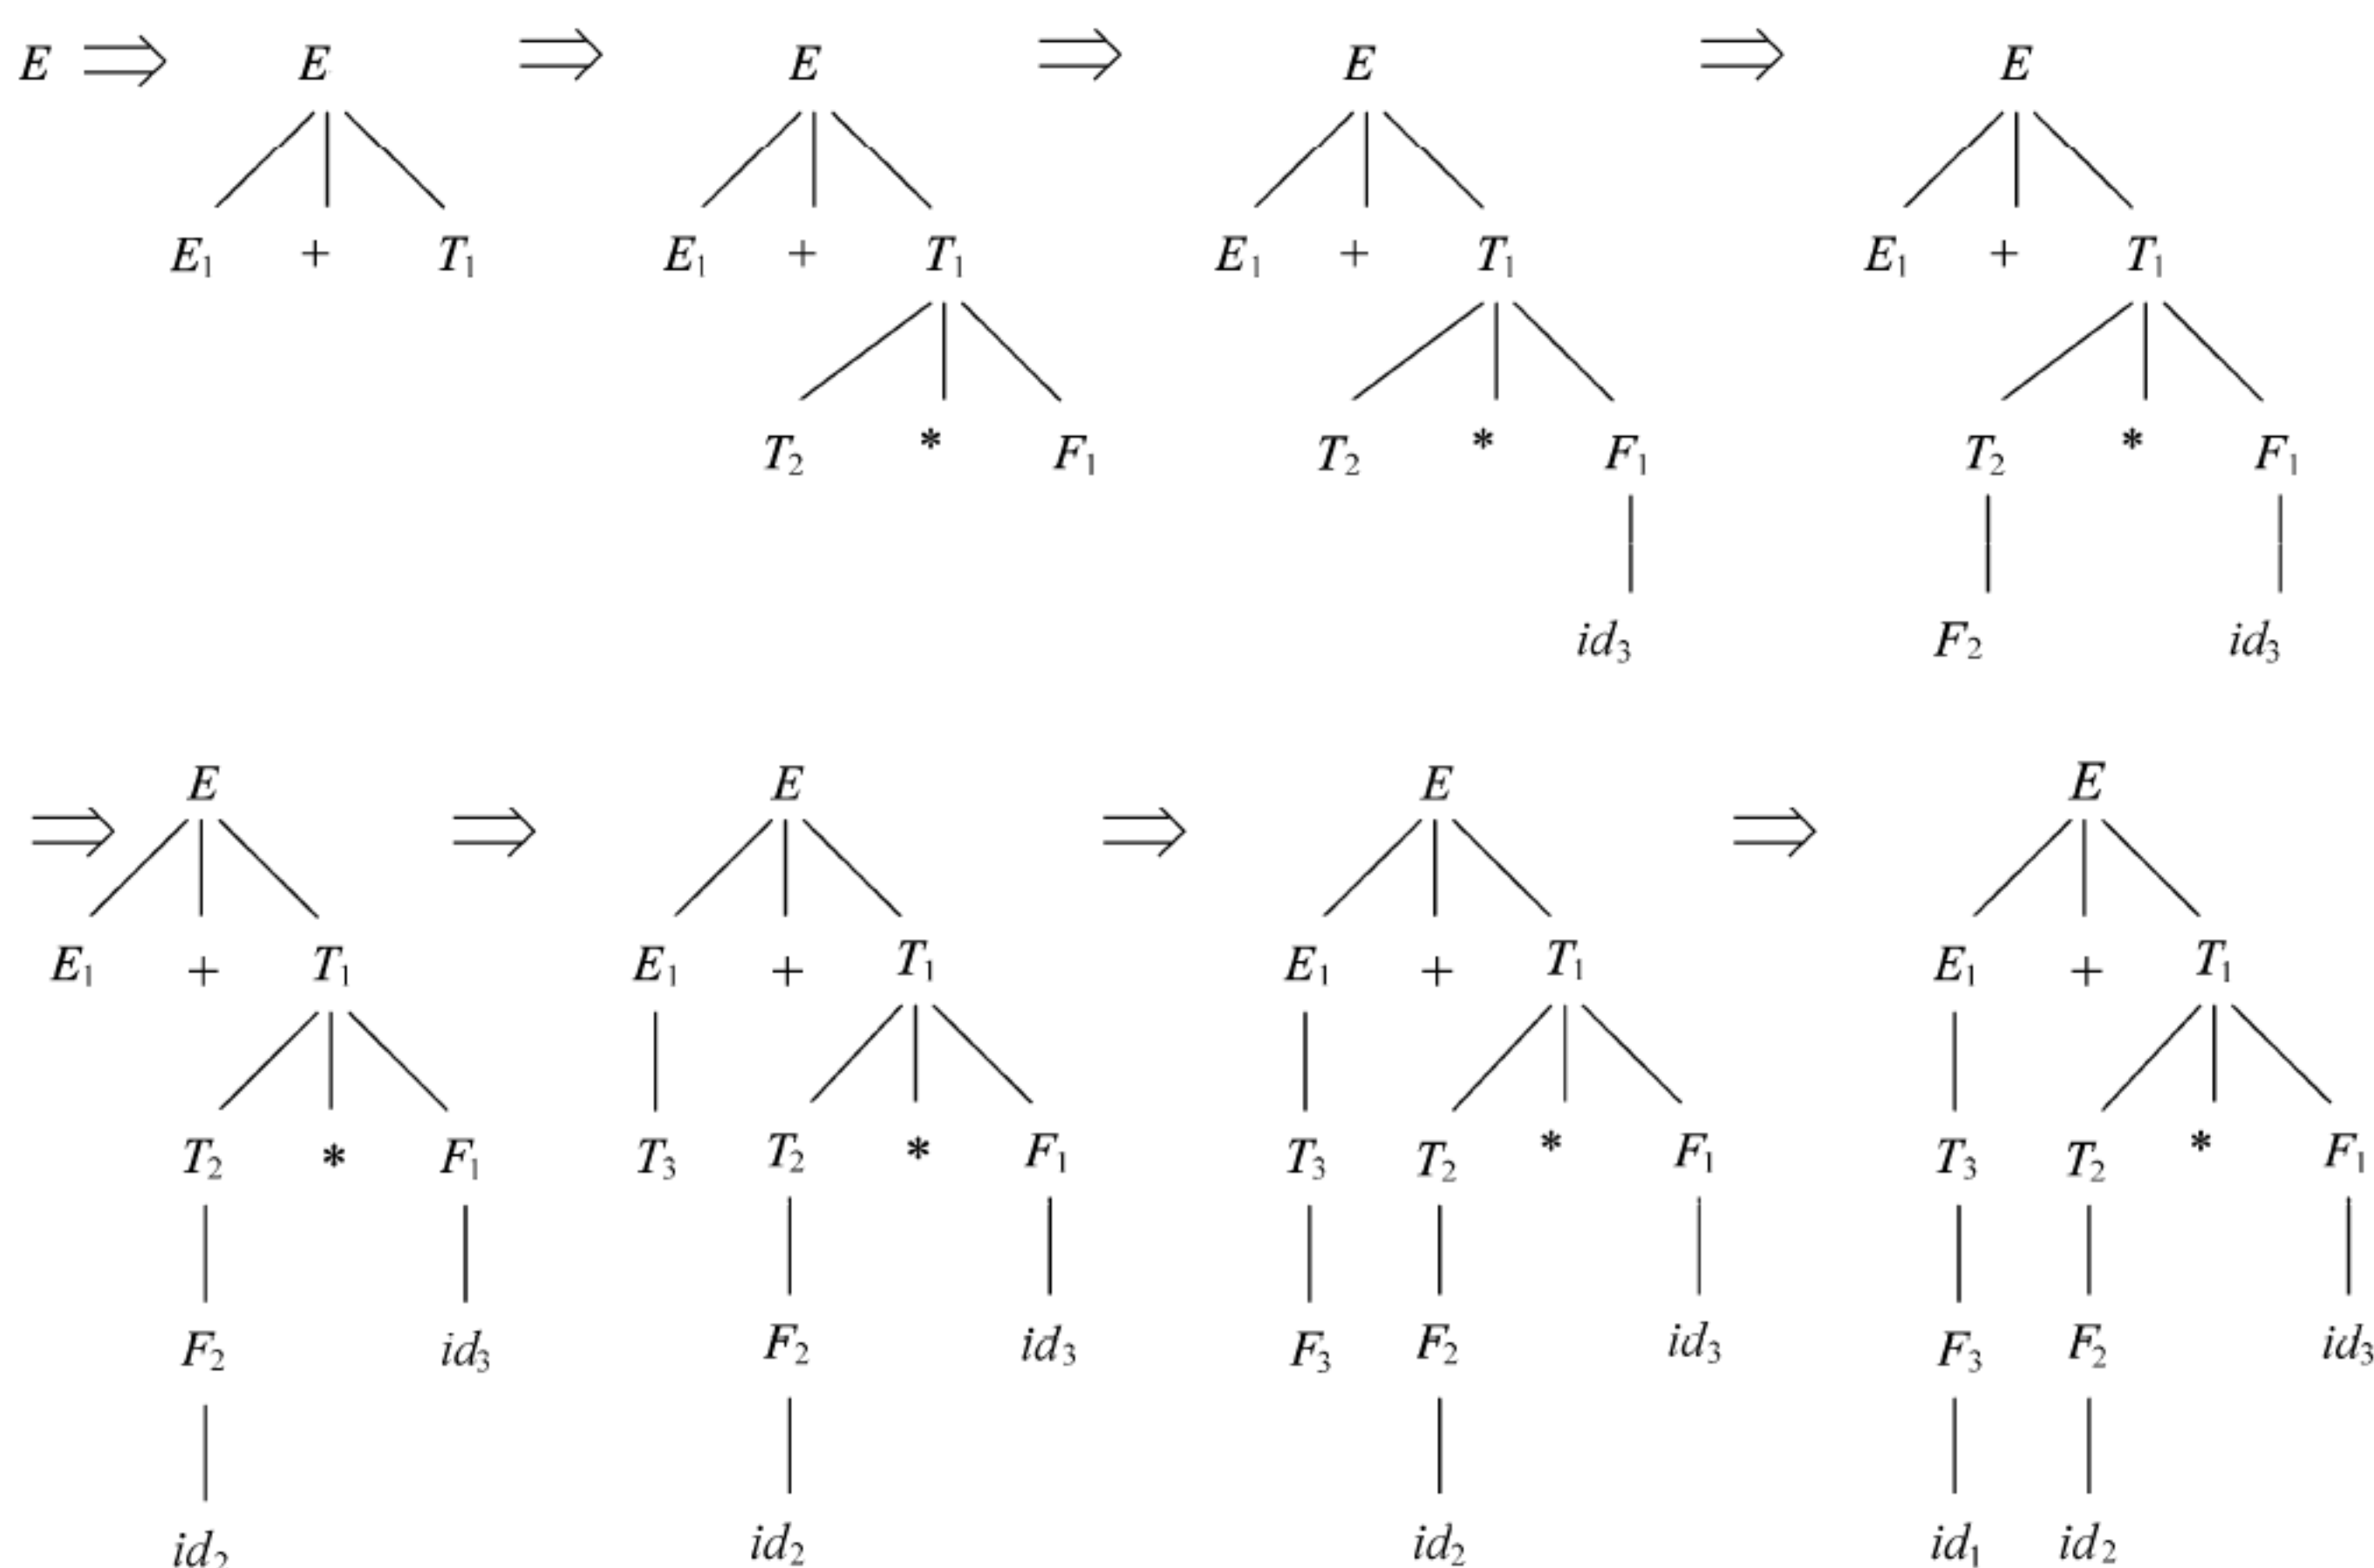 E ⇒ E ⇒ E ⇒ E ⇒ E
E₁ + T₁ E₁ + T₁ E₁ + T₁ E₁ + T₁
T₂ * F₁ T₂ * F₁ T₂ * F₁
id₃ F₂ id₃
⇒ E ⇒ E ⇒ E ⇒ E
E₁ + T₁ E₁ + T₁ E₁ + T₁ E₁ + T₁
T₂ * F₁ T₃ T₂ * F₁ T₃ T₂ * F₁ T₃ T₂ * F₁
F₂ id₃ F₂ id₃ F₃ F₂ id₃ F₃ F₂ id₃
id₂ id₂ id₂ id₁ id₂